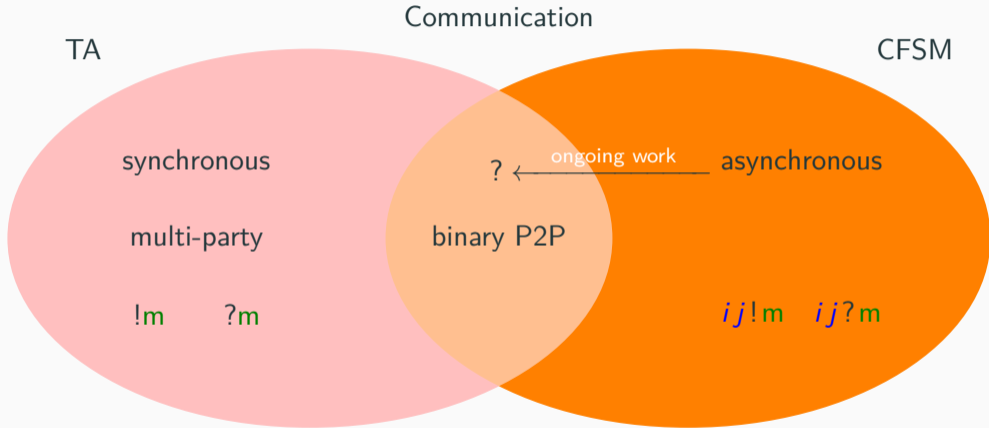 Communication
TA
CFSM
synchronous
? ongoing work asynchronous
multi-party
binary P2P
!m ?m
i j!m i j?m